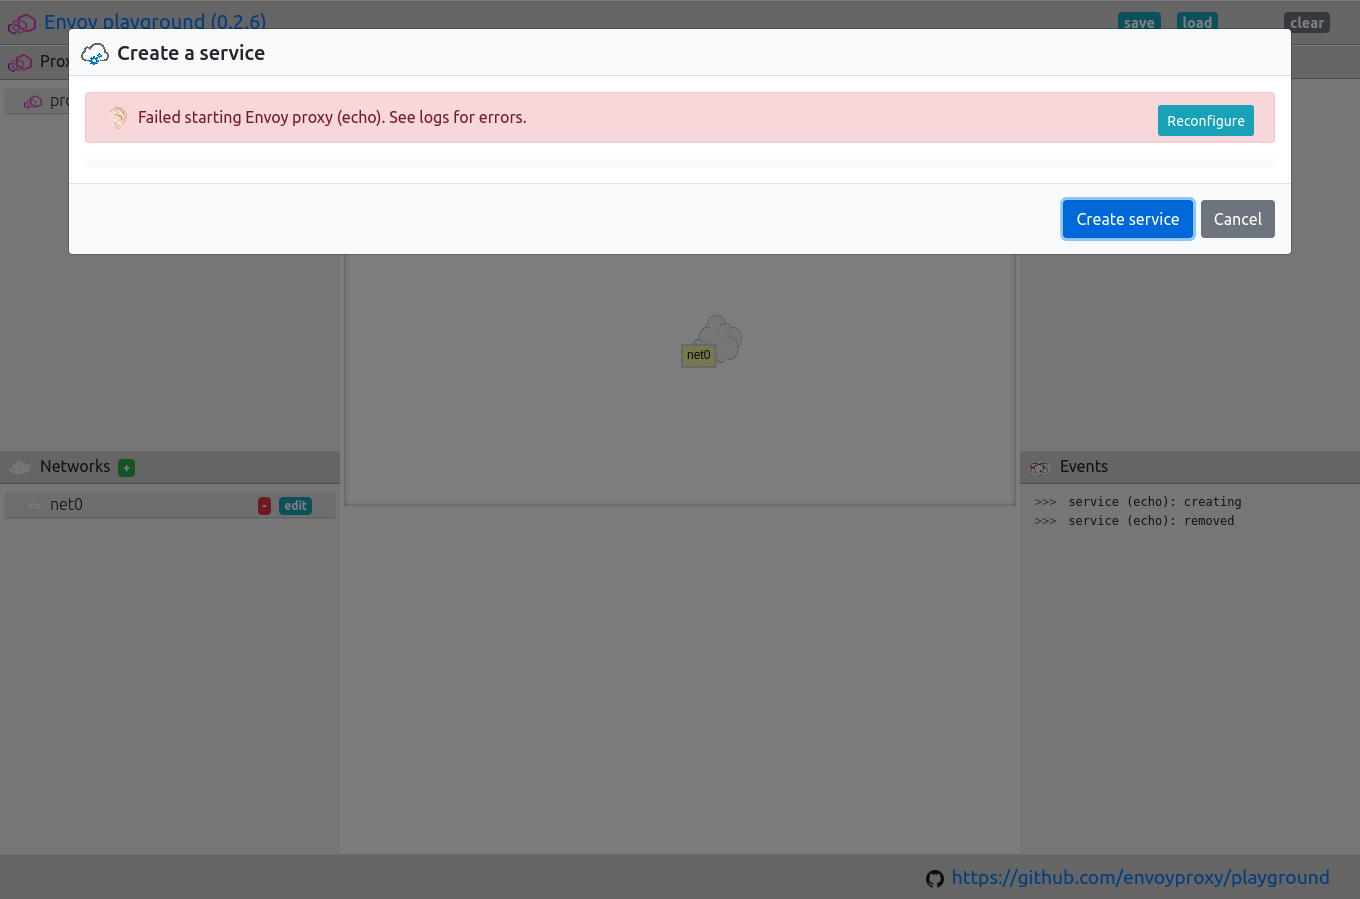 Envoy playground (0.2.6)
save
load
clear
Create a service
Failed starting Envoy proxy (echo). See logs for errors.
Reconfigure
Create service
Cancel
net0
Networks +
net0
- edit
Events
>>> service (echo): creating
>>> service (echo): removed
https://github.com/envoyproxy/playground